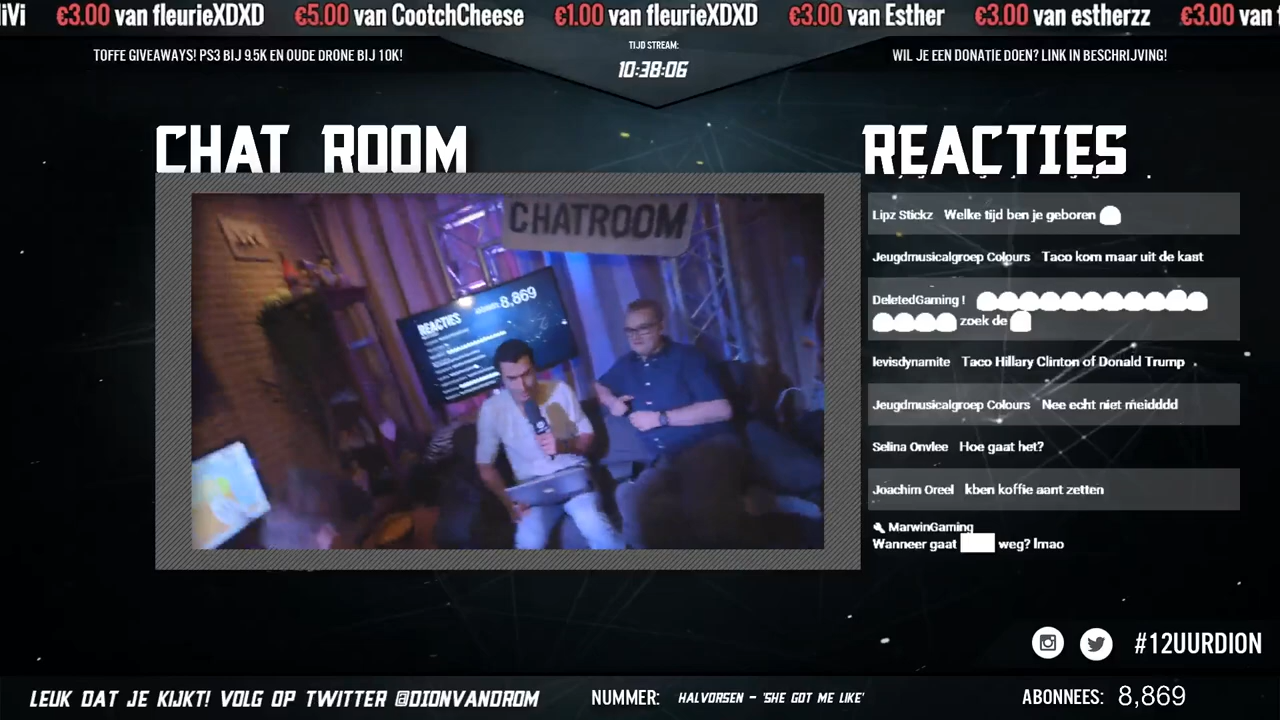 liVi €3.00 van fleurieXDXD €5.00 van CootchCheese €1.00 van fleurieXDXD €3.00 van Esther €3.00 van estherzz €3.00 van
TOFFE GIVEAWAYS! PS3 BIJ 9.5K EN OUDE DRONE BIJ 10K!
TIJD STREAM:
10:38:06
WIL JE EEN DONATIE DOEN? LINK IN BESCHRIJVING!
CHAT ROOM
REACTIES
CHATROOM
8,869
REACTIES
Lipz Stickz Welke tijd ben je geboren
Jeugdmusicalgroep Colours Taco kom maar uit de kast
DeletedGaming !
zoek de
levisdynamite Taco Hillary Clinton of Donald Trump
Jeugdmusicalgroep Colours Nee echt niet meidddd
Selina Onvlee Hoe gaat het?
Joachim Oreel kben koffie aant zetten
MarwinGaming
Wanneer gaat weg? lmao
#12UURDION
LEUK DAT JE KIJKT! VOLG OP TWITTER @DIONVANDROM
NUMMER: HALVORSEN - 'SHE GOT ME LIKE'
ABONNEES: 8,869